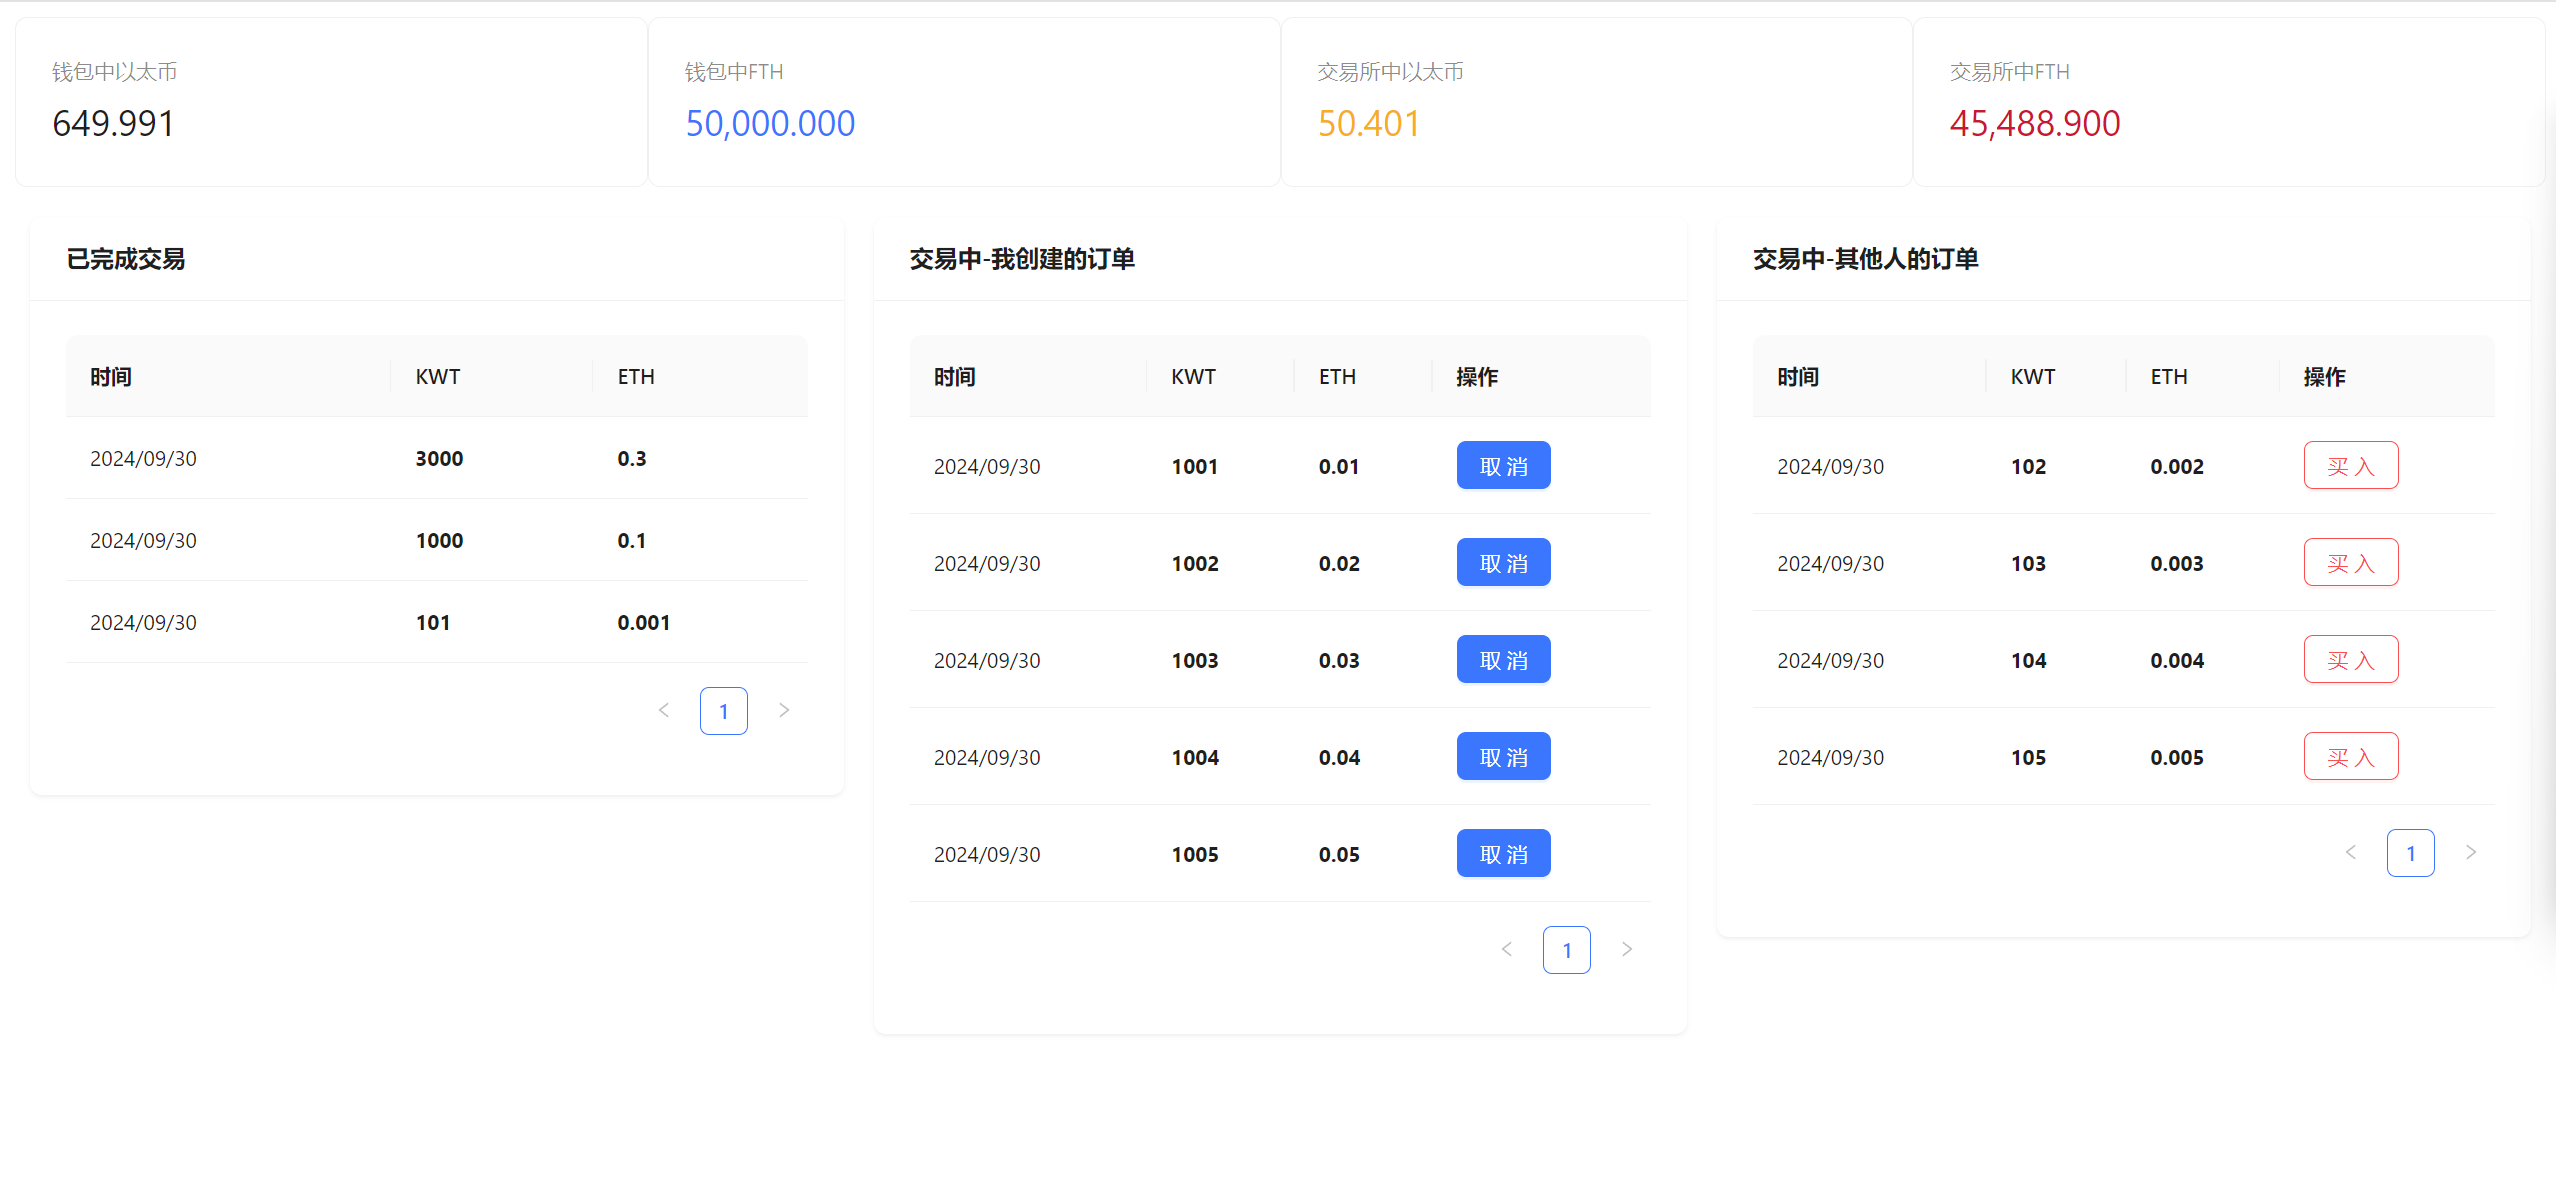 钱包中以太币
649.991
钱包中FTH
50,000.000
交易所中以太币
50.401
交易所中FTH
45,488.900
已完成交易
时间 KWT ETH
2024/09/30 3000 0.3
2024/09/30 1000 0.1
2024/09/30 101 0.001
< 1 >
交易中-我创建的订单
时间 KWT ETH 操作
2024/09/30 1001 0.01 取 消
2024/09/30 1002 0.02 取 消
2024/09/30 1003 0.03 取 消
2024/09/30 1004 0.04 取 消
2024/09/30 1005 0.05 取 消
< 1 >
交易中-其他人的订单
时间 KWT ETH 操作
2024/09/30 102 0.002 买 入
2024/09/30 103 0.003 买 入
2024/09/30 104 0.004 买 入
2024/09/30 105 0.005 买 入
< 1 >